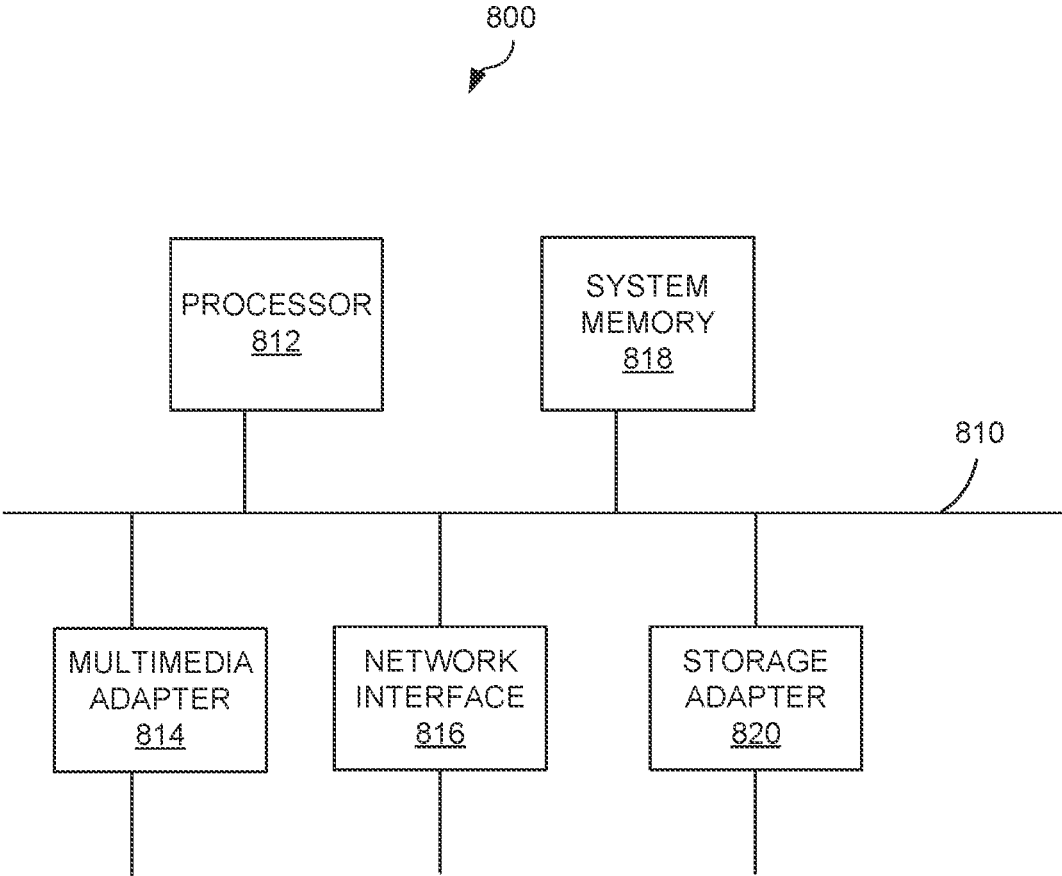 800
PROCESSOR
812
SYSTEM
MEMORY
818
810
MULTIMEDIA
ADAPTER
814
NETWORK
INTERFACE
816
STORAGE
ADAPTER
820